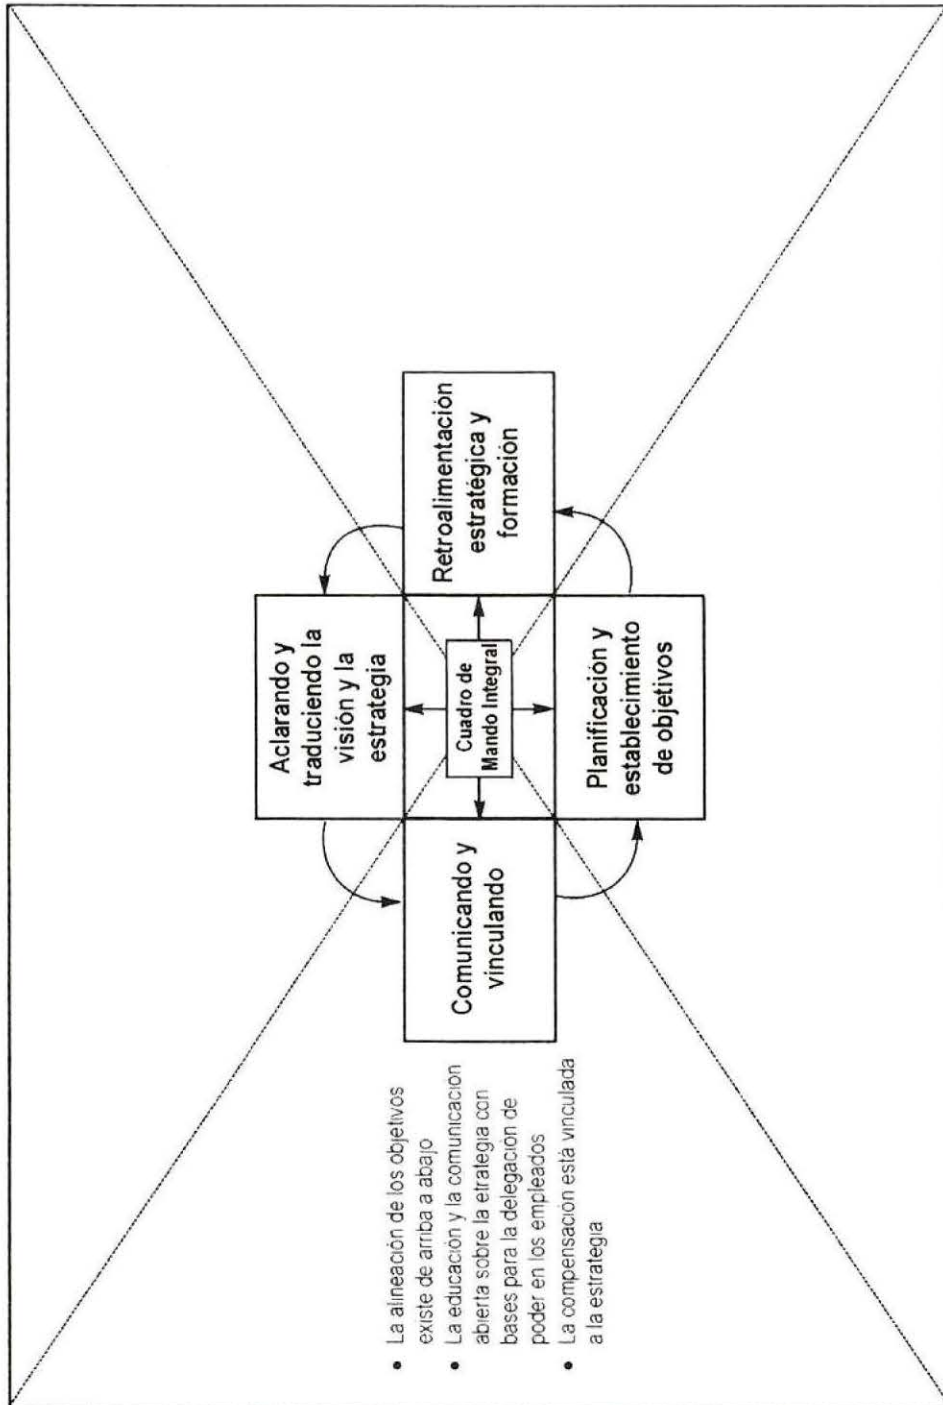 Aclarando y
traduciendo la
visión y la
estrategia
• La alineación de los objetivos
existe de arriba a abajo
• La educación y la comunicación
abierta sobre la etrategia con
bases para la delegación de
poder en los empleados
• La compensación está vinculada
a la estrategia
Comunicando y
vinculando
Cuadro de
Mando Integral
Retroalimentación
estratégica y
formación
Planificación y
establecimiento
de objetivos